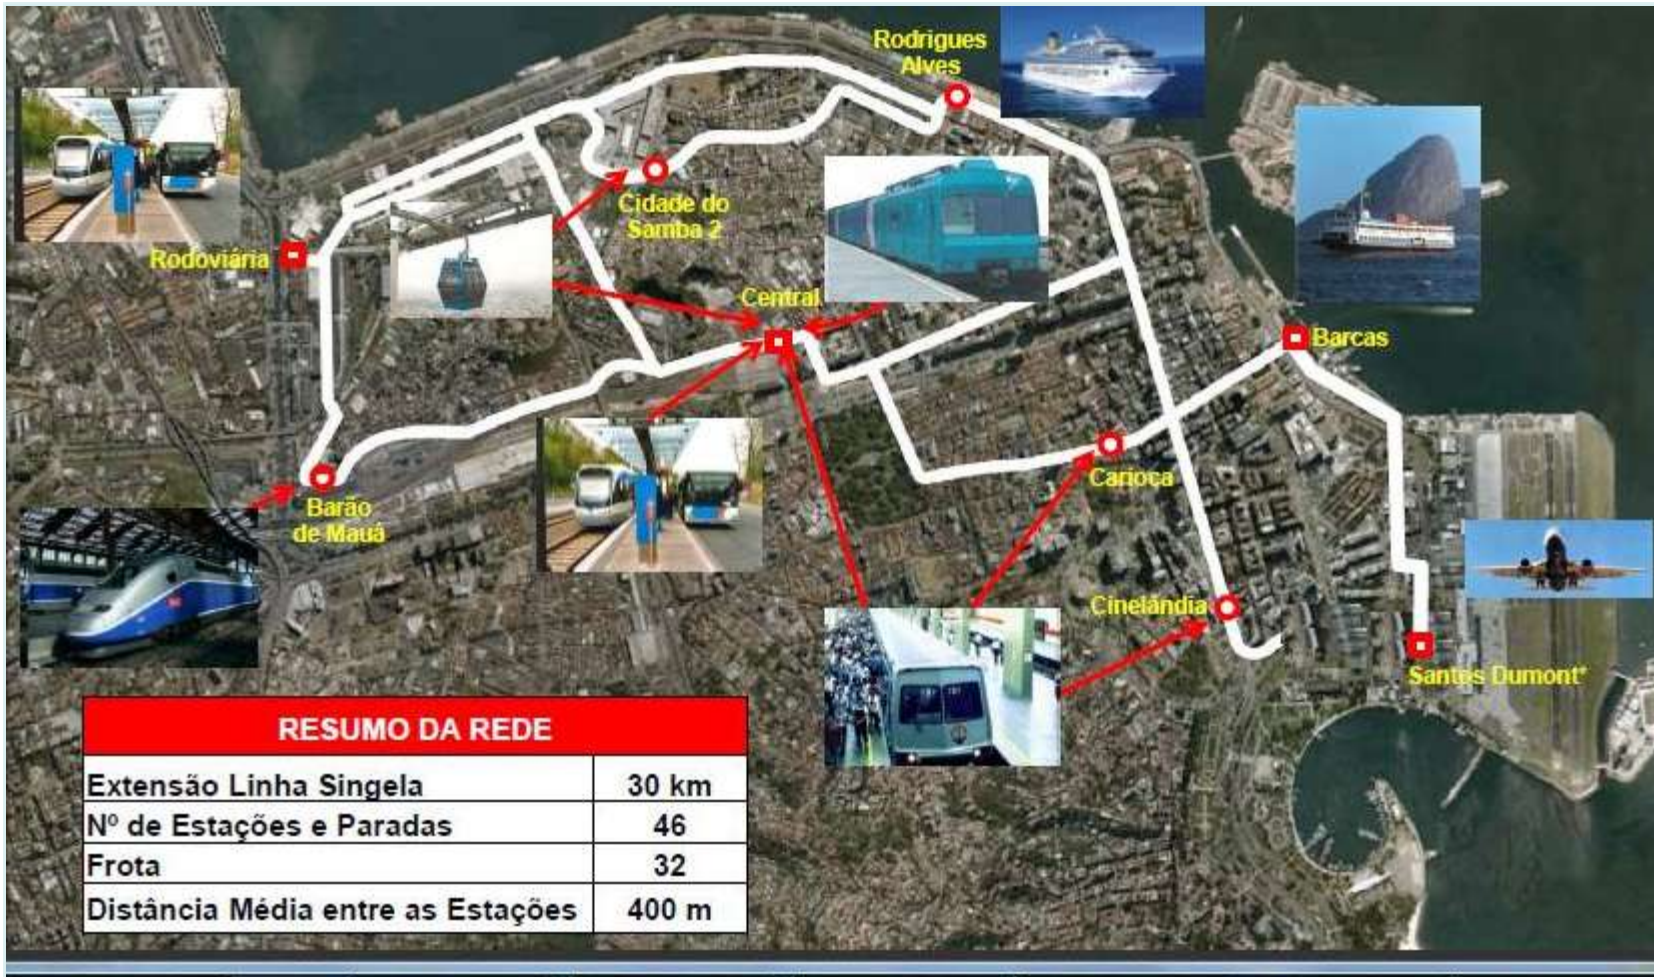 Rodrigues
Alves
Cidade do
Samba 2
Rodoviária
Central
Barcas
Carioca
Barão
de Mauá
Cinelândia
Santos Dumont*
RESUMO DA REDE
Extensão Linha Singela 30 km
Nº de Estações e Paradas 46
Frota 32
Distância Média entre as Estações 400 m